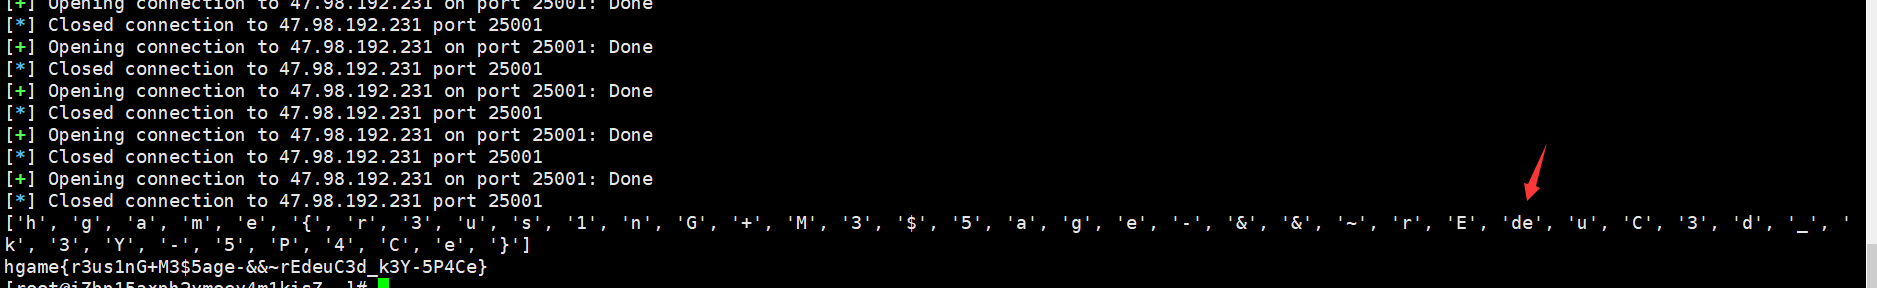 [+] Opening connection to 47.98.192.231 on port 25001: Done
[*] Closed connection to 47.98.192.231 port 25001
[+] Opening connection to 47.98.192.231 on port 25001: Done
[*] Closed connection to 47.98.192.231 port 25001
[+] Opening connection to 47.98.192.231 on port 25001: Done
[*] Closed connection to 47.98.192.231 port 25001
[+] Opening connection to 47.98.192.231 on port 25001: Done
[*] Closed connection to 47.98.192.231 port 25001
[+] Opening connection to 47.98.192.231 on port 25001: Done
[*] Closed connection to 47.98.192.231 port 25001
['h', 'g', 'a', 'm', 'e', '{', 'r', '3', 'u', 's', '1', 'n', 'G', '+', 'M', '3', '$', '5', 'a', 'g', 'e', '-', '&', '&', '~', 'r', 'E', 'de', 'u', 'C', '3', 'd', '_', '
k', '3', 'Y', '-', '5', 'P', '4', 'C', 'e', '}']
hgame{r3us1nG+M3$5age-&&~rEdeuC3d_k3Y-5P4Ce}